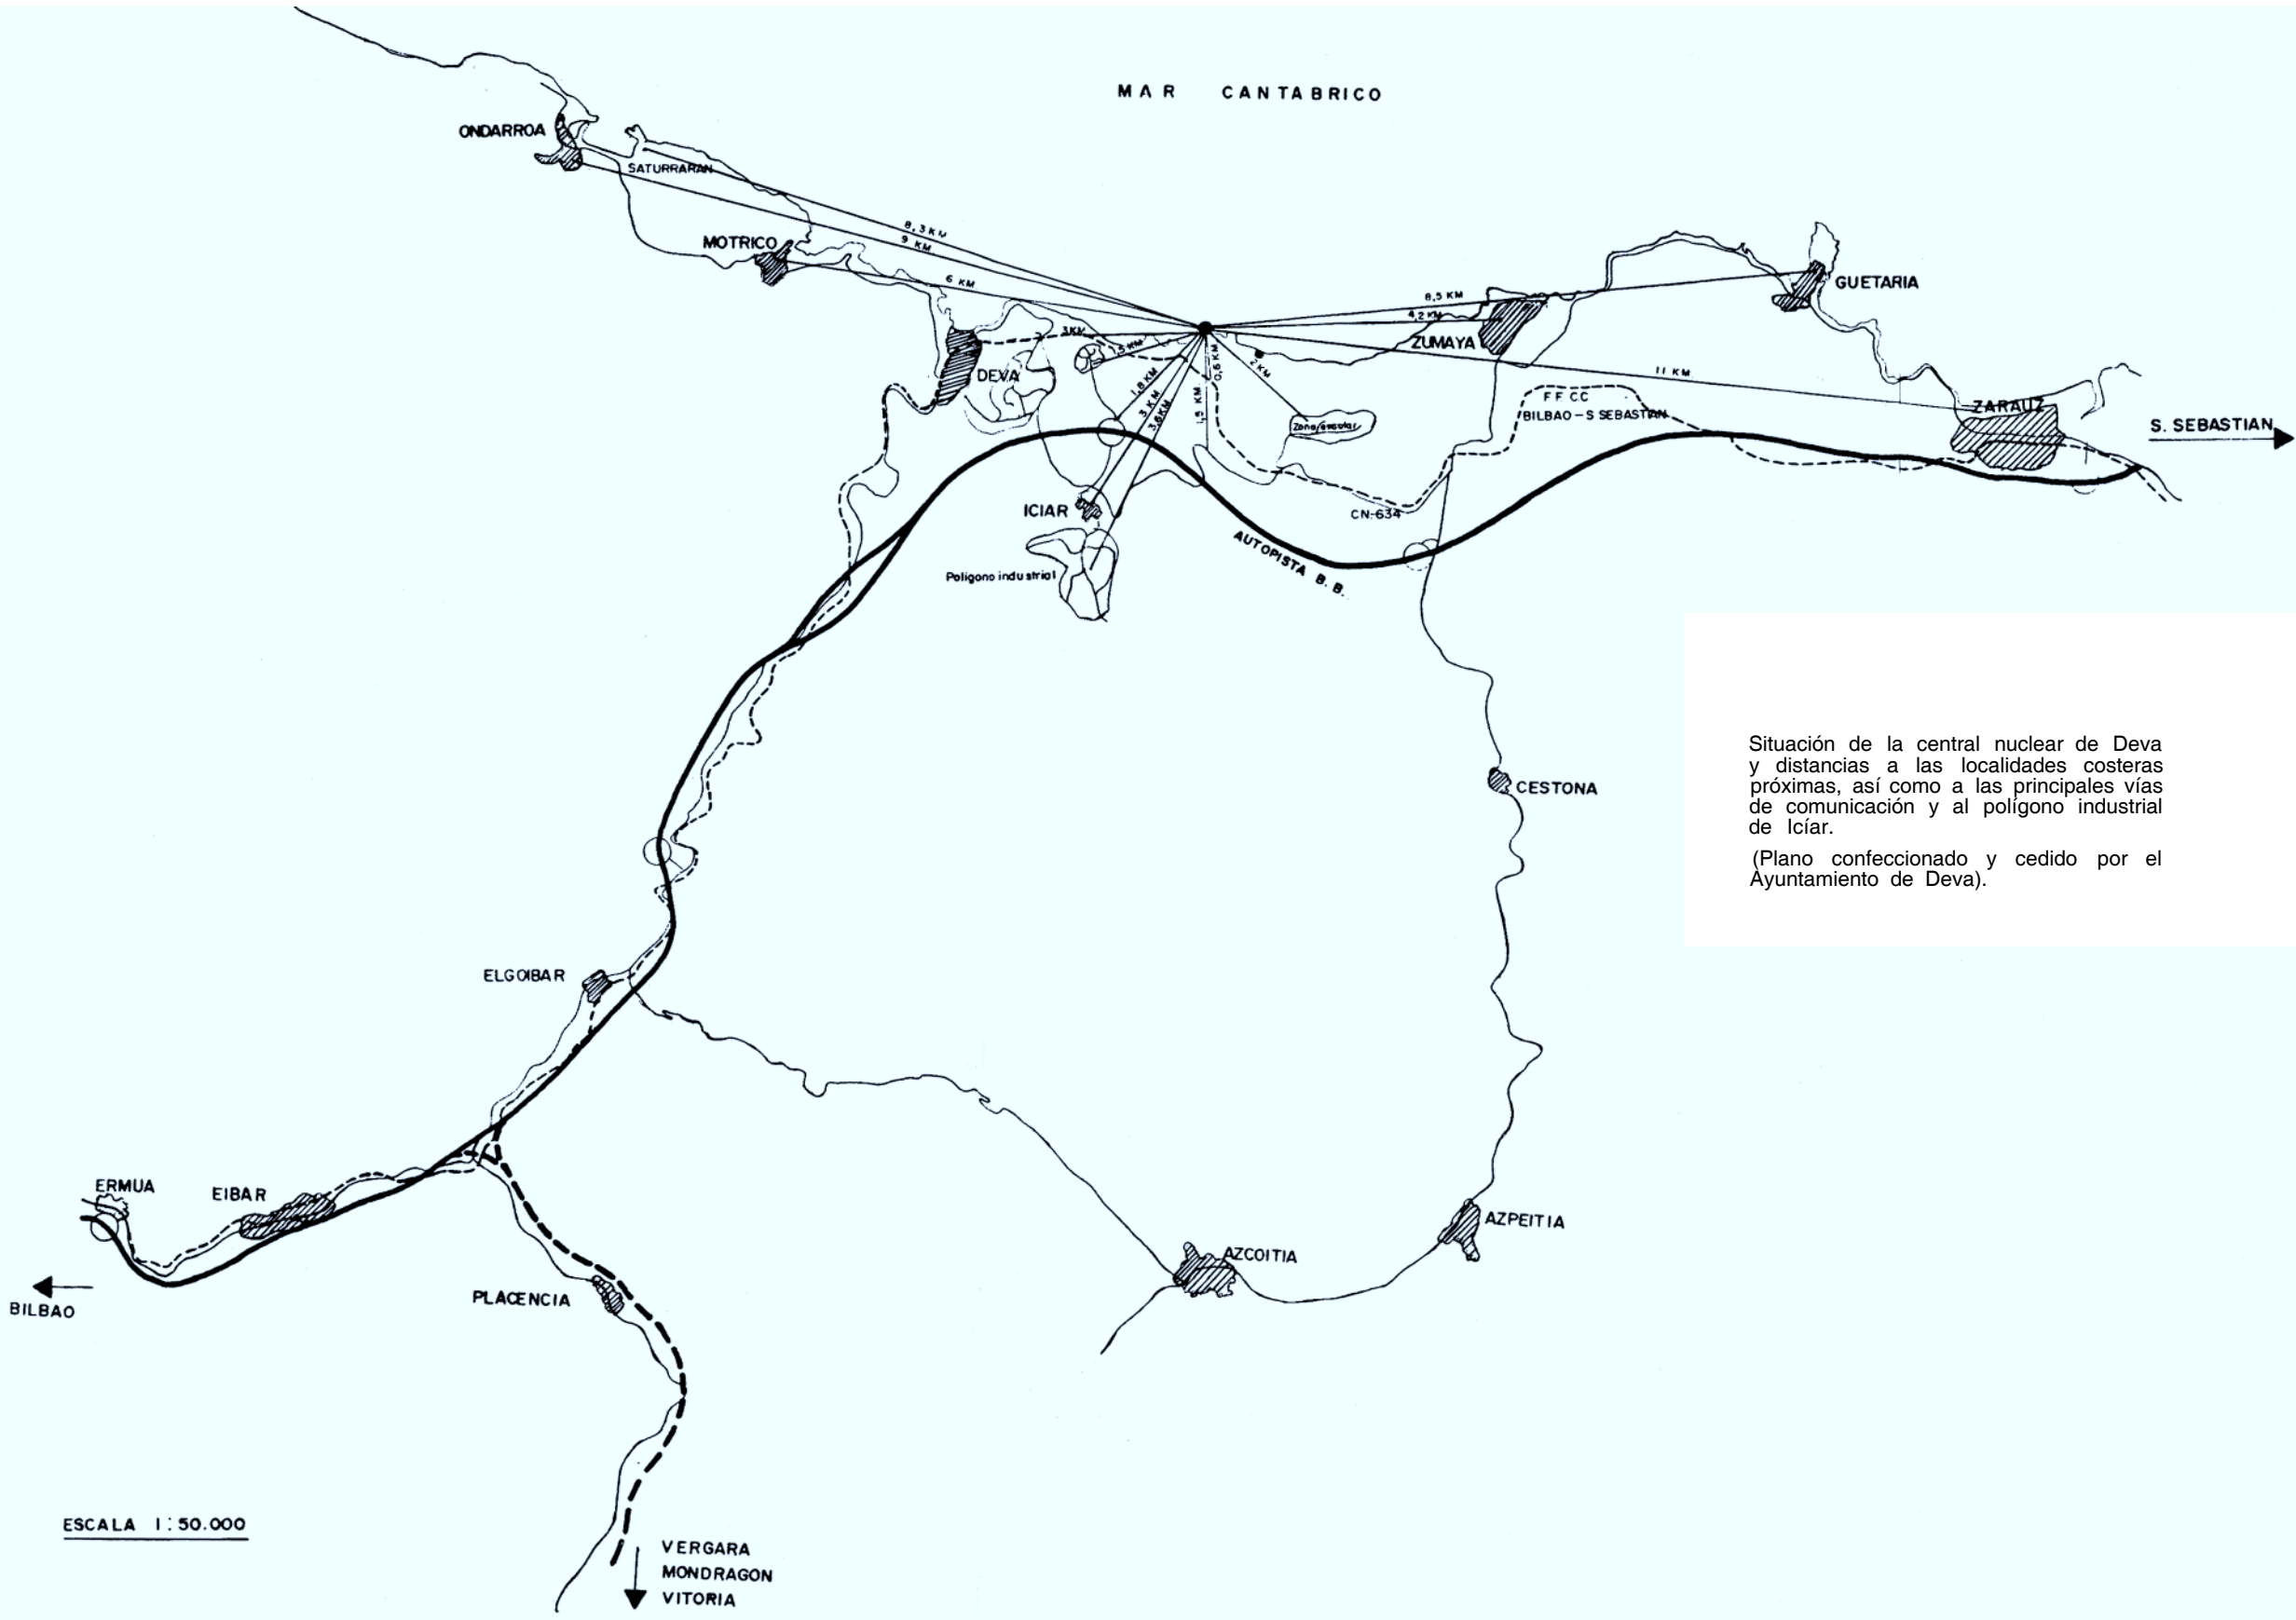 MAR CANTABRICO
ONDARROA
SATURRARAN
8,3 KM
9 KM
MOTRICO
6 KM
GUETARIA
8,5 KM
4,2 KM
ZUMAYA
3KM
1,5 KM
DEVA
1,8 KM
3 KM
3,6KM
1,5 KM
0,6 KM
2 KM
11 KM
F F C C
BILBAO - S SEBASTIAN
ZARAUZ
S. SEBASTIAN
Zona escolar
ICIAR
CN-634
AUTOPISTA B. B.
Poligono industrial
Situación de la central nuclear de Deva
y distancias a las localidades costeras
próximas, así como a las principales vías
de comunicación y al polígono industrial
de Icíar.
(Plano confeccionado y cedido por el
Ayuntamiento de Deva).
CESTONA
ELGOIBAR
ERMUA
EIBAR
AZPEITIA
AZCOITIA
PLACENCIA
BILBAO
ESCALA 1:50.000
VERGARA
MONDRAGON
VITORIA